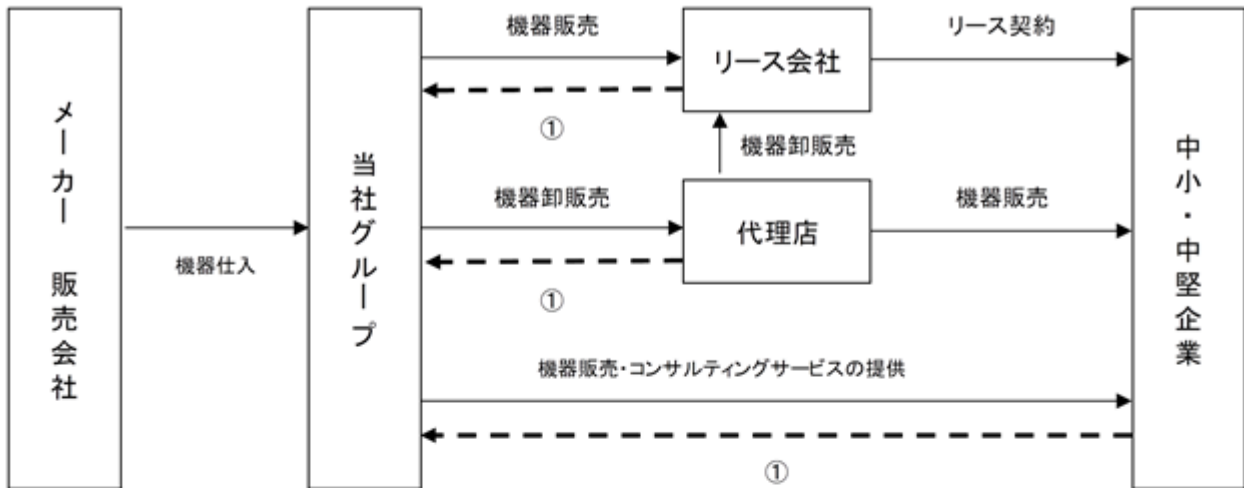 メーカー 販売会社
機器仕入
当社グループ
機器販売
①
リース会社
リース契約
機器卸販売
機器卸販売
①
代理店
機器販売
機器販売・コンサルティングサービスの提供
①
中小・中堅企業